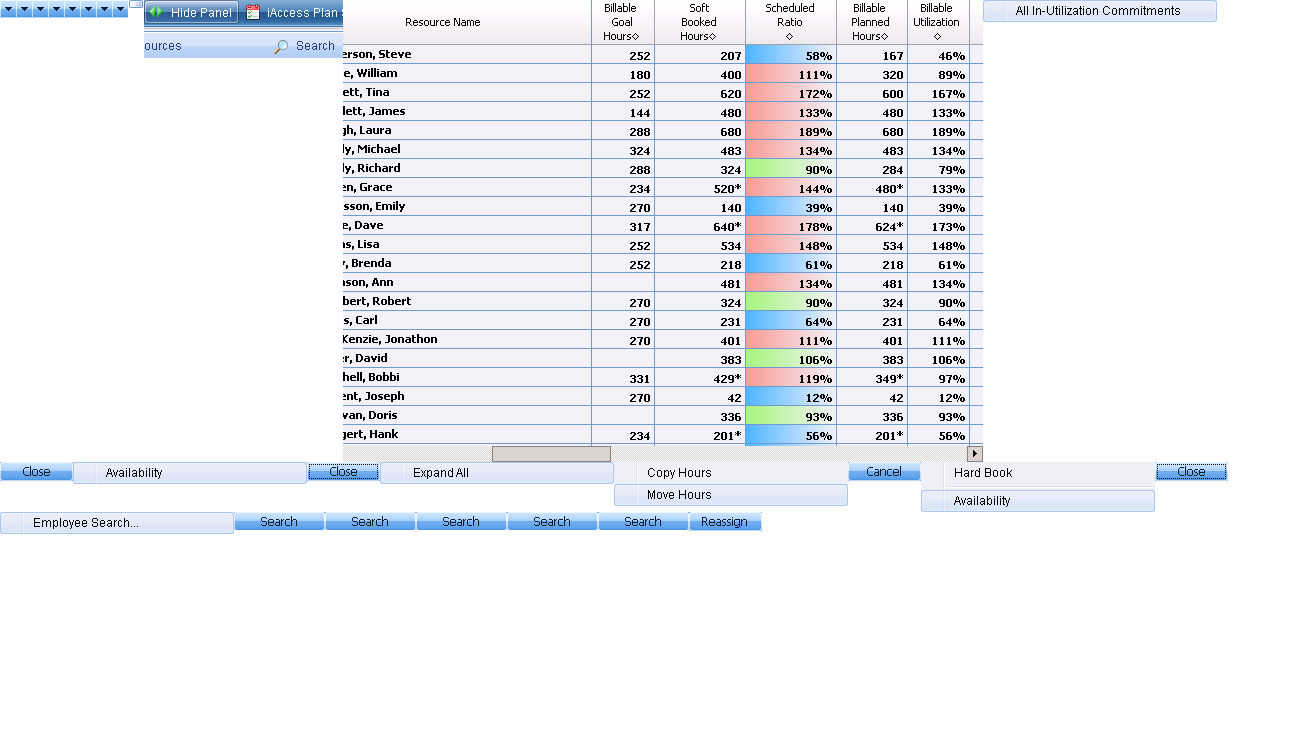 Hide Panel iAccess Plan
ources Search
Resource Name Billable Goal Hours◇ Soft Booked Hours◇ Scheduled Ratio ◇ Billable Planned Hours◇ Billable Utilization ◇
All In-Utilization Commitments
erson, Steve 252 207 58% 167 46%
e, William 180 400 111% 320 89%
ett, Tina 252 620 172% 600 167%
lett, James 144 480 133% 480 133%
gh, Laura 288 680 189% 680 189%
ly, Michael 324 483 134% 483 134%
ly, Richard 288 324 90% 284 79%
en, Grace 234 520* 144% 480* 133%
sson, Emily 270 140 39% 140 39%
e, Dave 317 640* 178% 624* 173%
as, Lisa 252 534 148% 534 148%
y, Brenda 252 218 61% 218 61%
nson, Ann 481 134% 481 134%
bert, Robert 270 324 90% 324 90%
s, Carl 270 231 64% 231 64%
Kenzie, Jonathon 270 401 111% 401 111%
er, David 383 106% 383 106%
hell, Bobbi 331 429* 119% 349* 97%
ent, Joseph 270 42 12% 42 12%
van, Doris 336 93% 336 93%
gert, Hank 234 201* 56% 201* 56%
Close Availability Close Expand All Copy Hours Cancel Hard Book Close
Move Hours Availability
Employee Search... Search Search Search Search Search Reassign